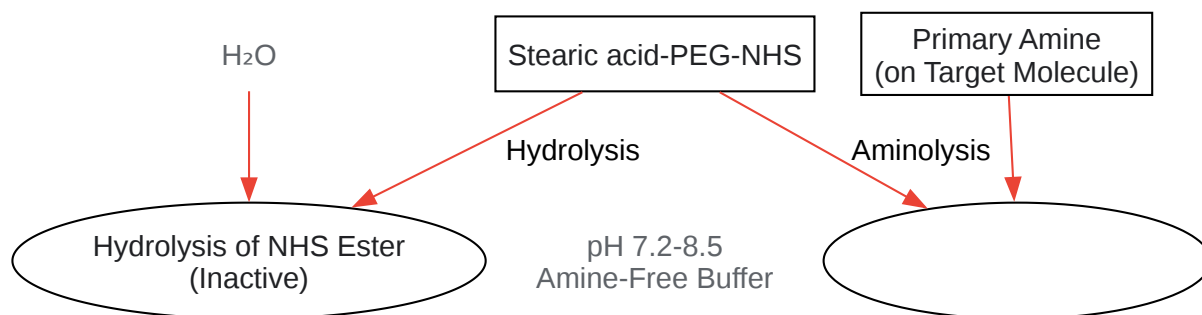 H₂O
Stearic acid-PEG-NHS
Primary Amine
(on Target Molecule)
Hydrolysis
Aminolysis
Hydrolysis of NHS Ester
(Inactive)
pH 7.2-8.5
Amine-Free Buffer